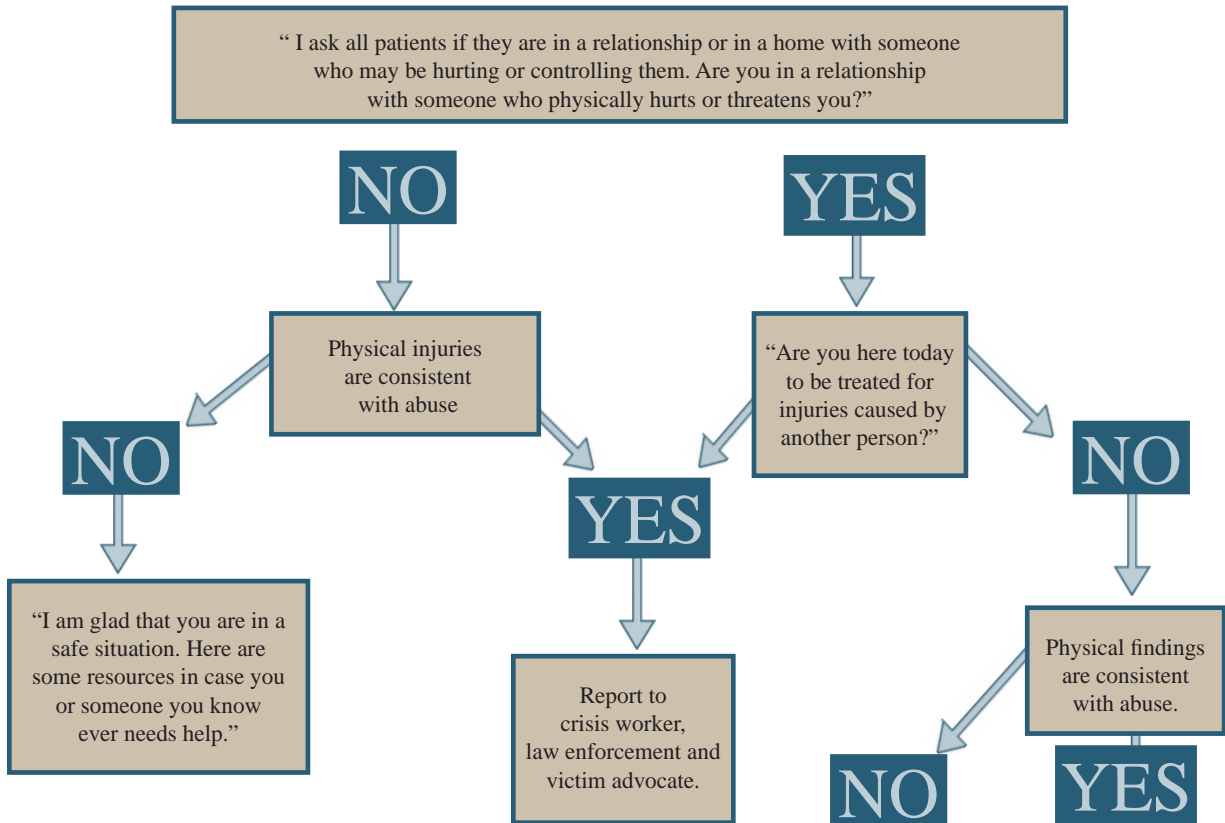 “ I ask all patients if they are in a relationship or in a home with someone
who may be hurting or controlling them. Are you in a relationship
with someone who physically hurts or threatens you?”
NO
YES
Physical injuries
are consistent
with abuse
“Are you here today
to be treated for
injuries caused by
another person?”
NO
YES
NO
“I am glad that you are in a
safe situation. Here are
some resources in case you
or someone you know
ever needs help.”
Report to
crisis worker,
law enforcement and
victim advocate.
Physical findings
are consistent
with abuse.
NO
YES